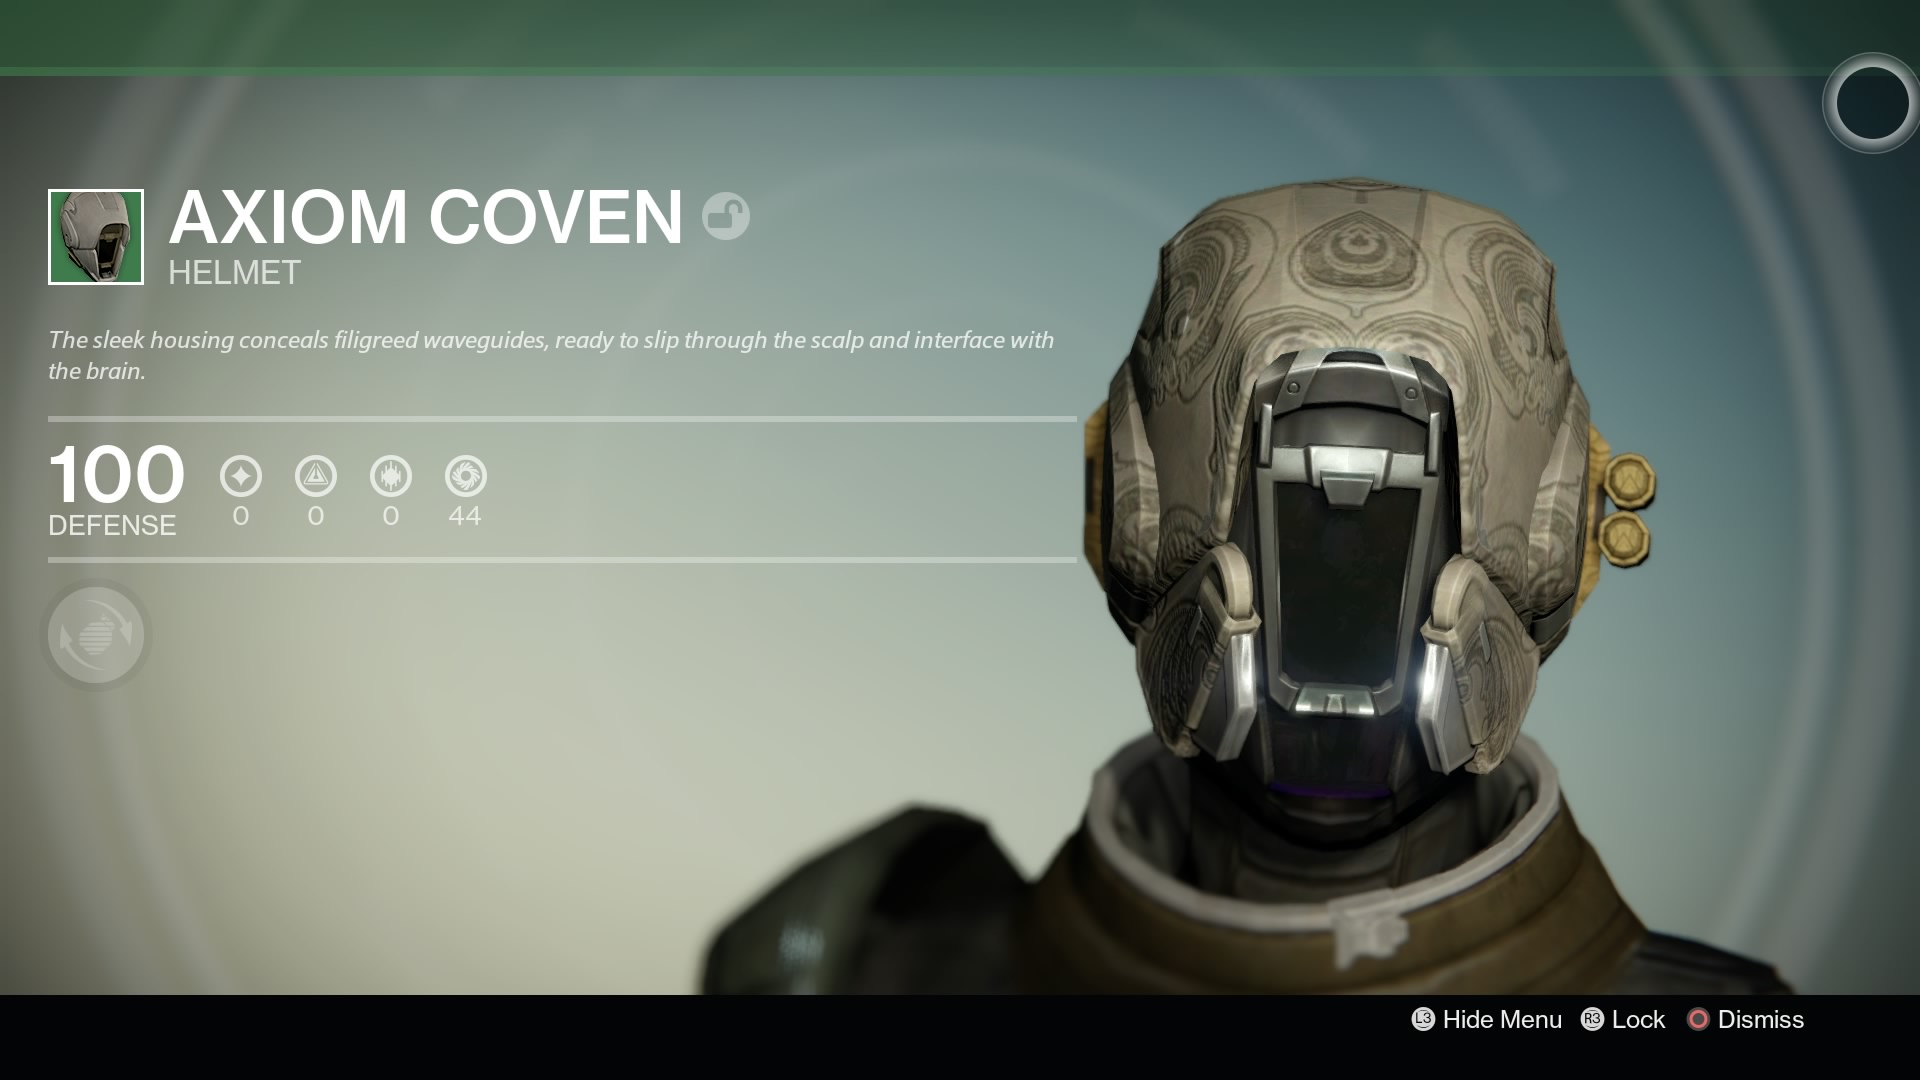 AXIOM COVEN
HELMET
The sleek housing conceals filigreed waveguides, ready to slip through the scalp and interface with
the brain.
100
DEFENSE
0 0 0 44
L3 Hide Menu R3 Lock Dismiss